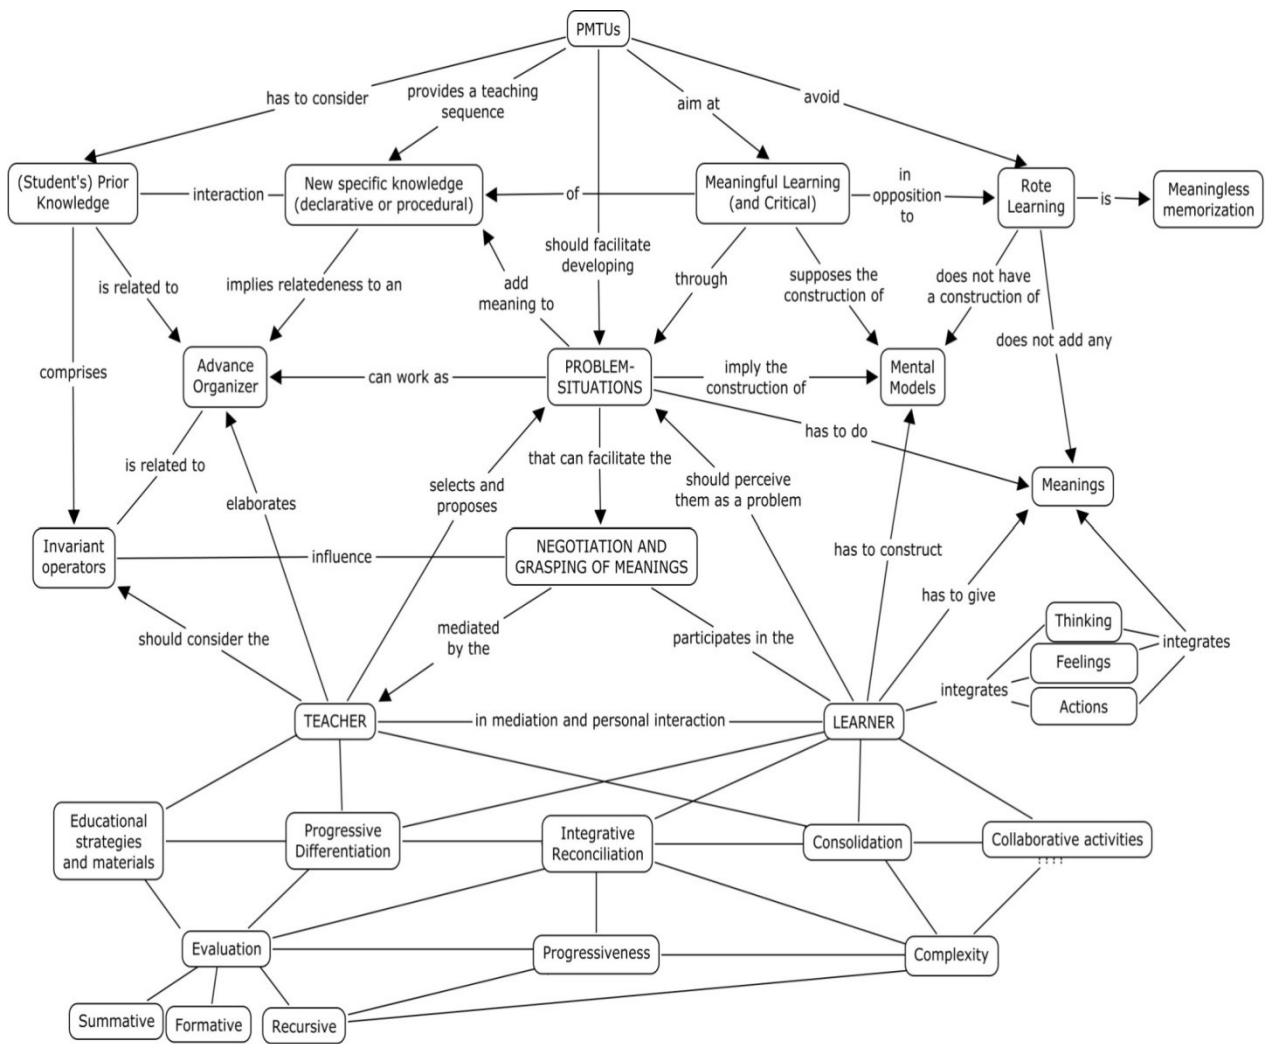 PMTUs
has to consider
provides a teaching
sequence
aim at
avoid
(Student's) Prior
Knowledge
interaction
New specific knowledge
(declarative or procedural)
of
Meaningful Learning
(and Critical)
in
opposition
to
Rote
Learning
is
Meaningless
memorization
should facilitate
developing
is related to
implies relatedeness to an
add
meaning to
through
supposes the
construction of
does not have
a construction of
does not add any
comprises
Advance
Organizer
can work as
PROBLEM-
SITUATIONS
imply the
construction of
Mental
Models
has to do
is related to
elaborates
selects and
proposes
that can facilitate the
should perceive
them as a problem
Meanings
Invariant
operators
influence
NEGOTIATION AND
GRASPING OF MEANINGS
has to construct
has to give
should consider the
mediated
by the
participates in the
Thinking
Feelings
Actions
integrates
integrates
TEACHER
in mediation and personal interaction
LEARNER
Educational
strategies
and materials
Progressive
Differentiation
Integrative
Reconciliation
Consolidation
Collaborative activities
Evaluation
Progressiveness
Complexity
Summative
Formative
Recursive